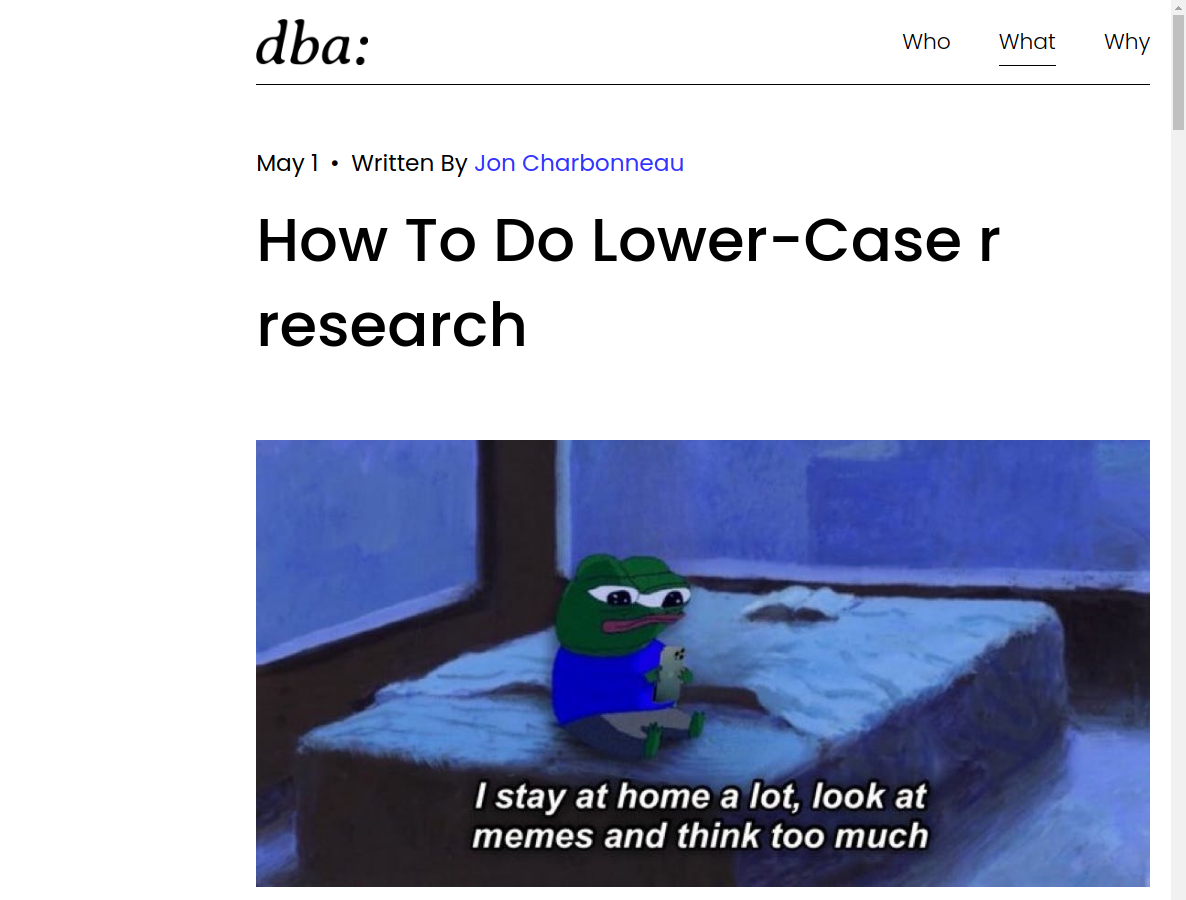 dba:
Who What Why
May 1 • Written By Jon Charbonneau
How To Do Lower-Case r
research
I stay at home a lot, look at
memes and think too much